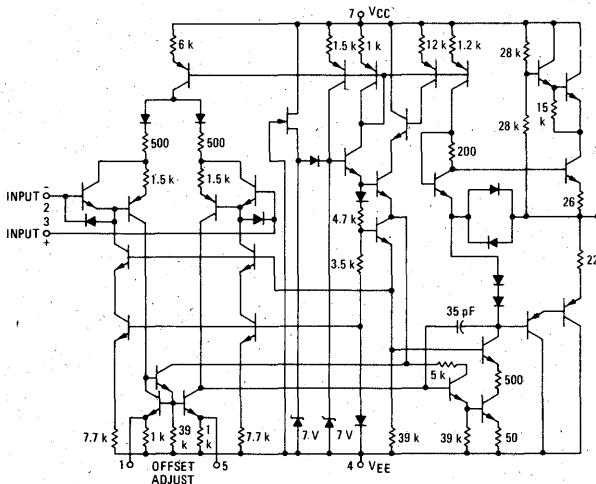 7 VCC
6 k
1.5 k
1 k
12 k
1.2 k
28 k
15 k
500
500
28 k
200
1.5 k
1.5 k
INPUT -
2
3
INPUT +
26
4.7 k
22
3.5 k
35 pF
5 k
500
7.7 k
1 k
39 k
1 k
7.7 k
7 V
7 V
39 k
39 k
50
1
OFFSET ADJUST
5
4 VEE